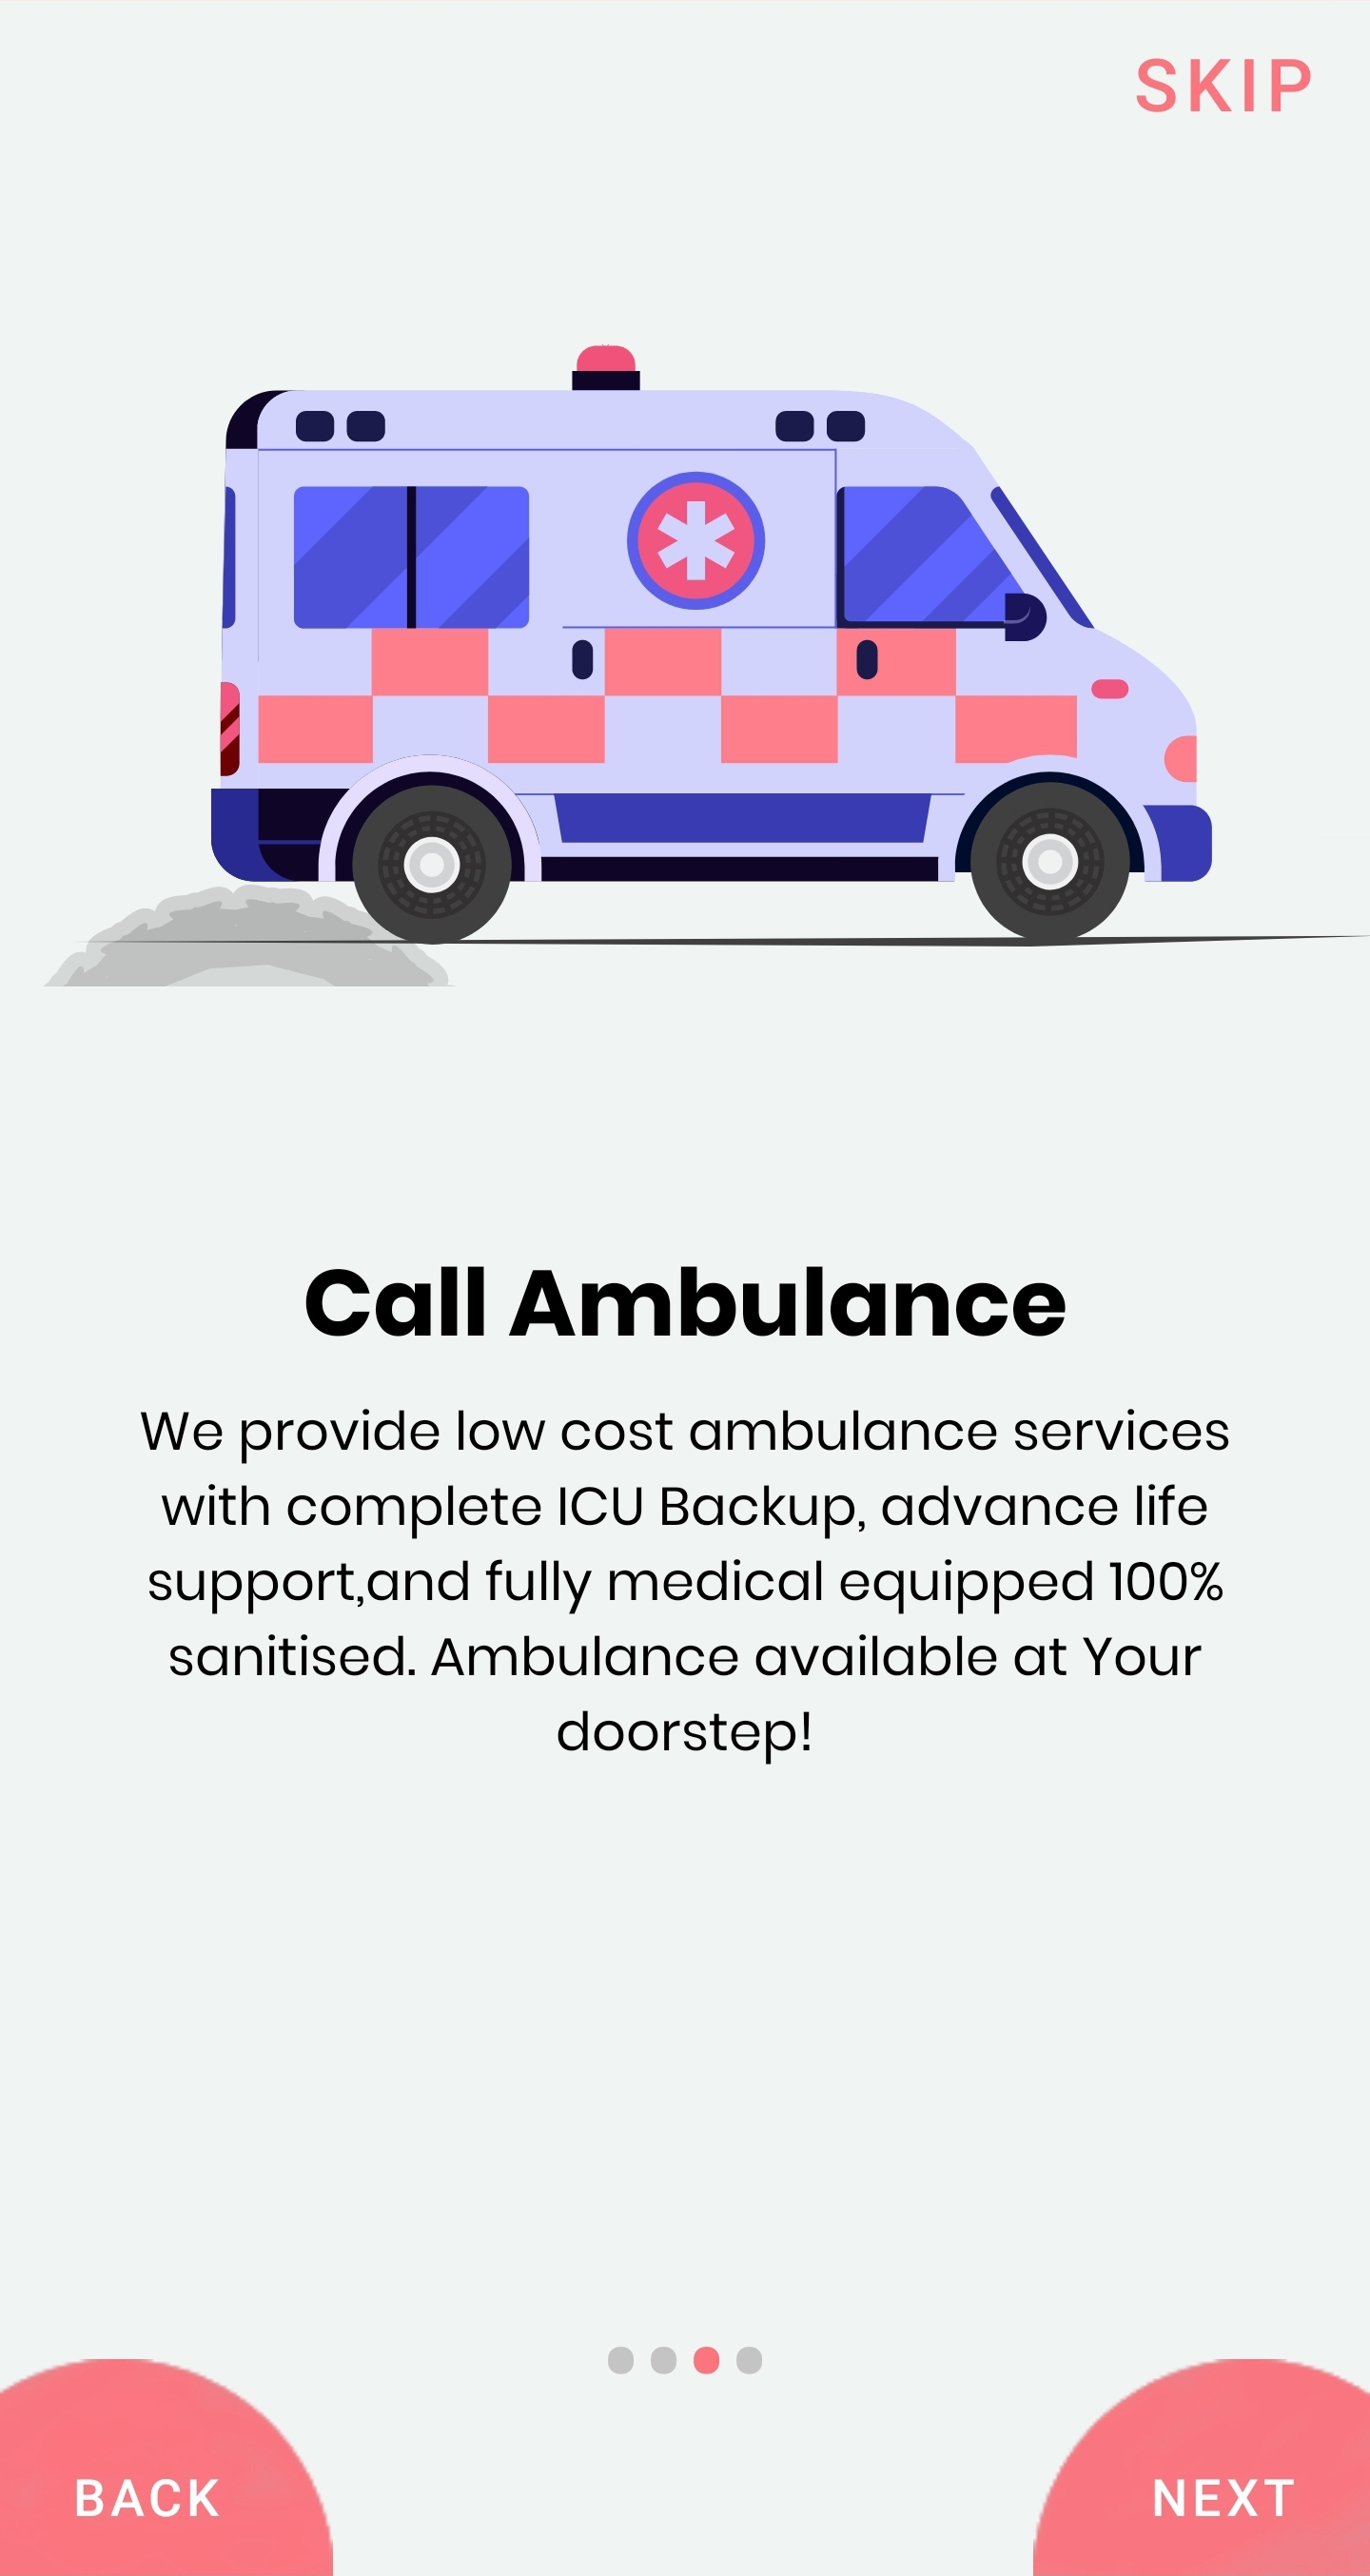 SKIP
Call Ambulance
We provide low cost ambulance services
with complete ICU Backup, advance life
support,and fully medical equipped 100%
sanitised. Ambulance available at Your
doorstep!
BACK
NEXT